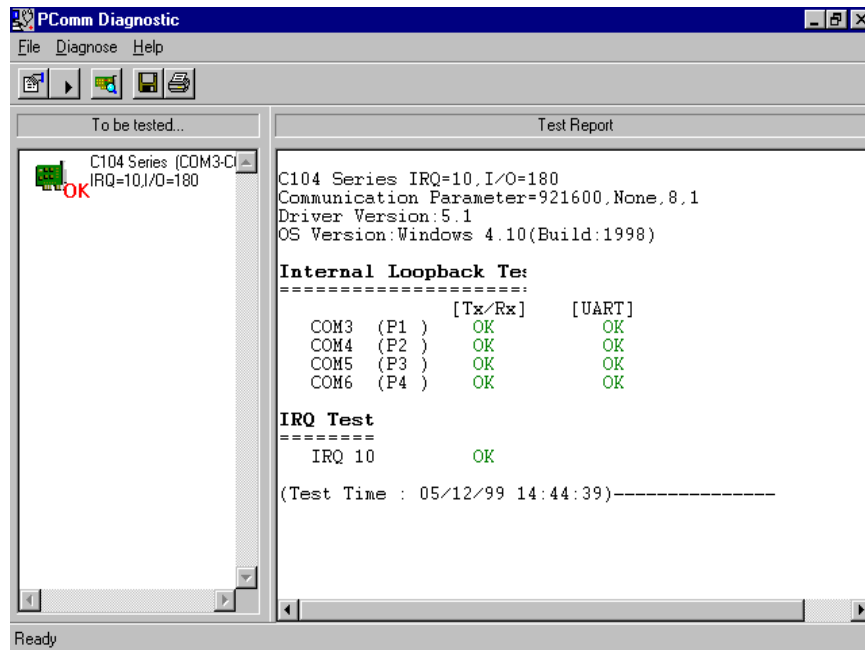 PComm Diagnostic
File Diagnose Help
To be tested...
C104 Series (COM3-C
IRQ=10,I/O=180
OK
Test Report
C104 Series IRQ=10,I/O=180
Communication Parameter=921600,None,8,1
Driver Version:5.1
OS Version:Windows 4.10(Build:1998)
Internal Loopback Tes
======================
[Tx/Rx] [UART]
COM3 (P1 ) OK OK
COM4 (P2 ) OK OK
COM5 (P3 ) OK OK
COM6 (P4 ) OK OK
IRQ Test
========
IRQ 10 OK
(Test Time : 05/12/99 14:44:39)---------------
Ready